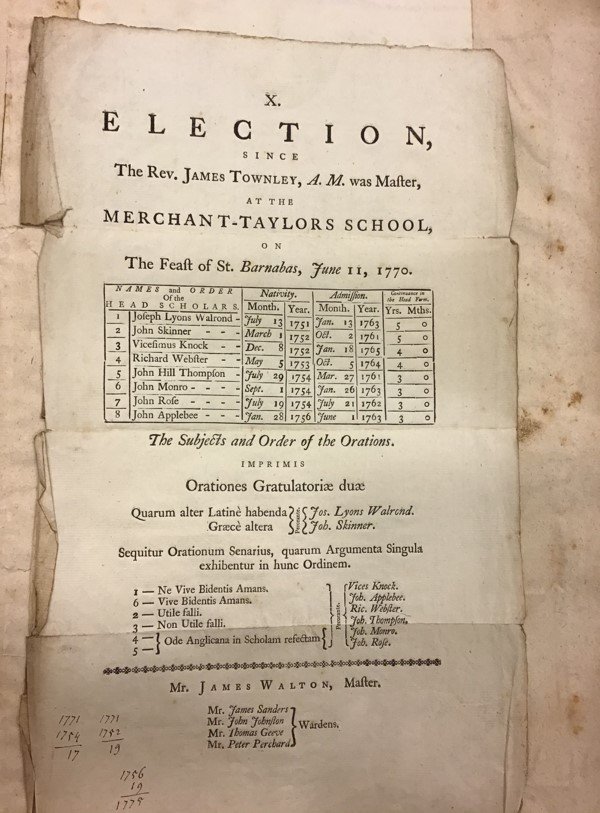 X.
ELECTION,
SINCE
The Rev. JAMES TOWNLEY, A. M. was Maſter,
AT THE
MERCHANT-TAYLORS SCHOOL,
ON
The Feaſt of St. Barnabas, June 11, 1770.
NAMES and ORDER Of the HEAD SCHOLARS. Nativity. Month. Year. Admiſſion. Month. Year. Continuance in the Head Form. Yrs. Mths.
1 Joſeph Lyons Walrond - July 13 1751 Jan. 13 1763 5 0
2 John Skinner - - - March 1 1752 Oct. 2 1761 5 0
3 Viceſimus Knock - - Dec. 8 1752 Jan. 18 1765 4 0
4 Richard Webſter - - May 5 1753 Oct. 5 1764 4 0
5 John Hill Thompſon - July 29 1754 Mar. 27 1761 3 0
6 John Monro - - - Sept. 1 1754 Jan. 26 1763 3 0
7 John Roſe - - - July 19 1754 July 21 1762 3 0
8 John Applebee - - Jan. 28 1756 June 1 1763 3 0
The Subjects and Order of the Orations.
IMPRIMIS
Orationes Gratulatoriæ duæ
Quarum alter Latinè habenda Perorante. Joſ. Lyons Walrond.
Græcè altera Joh. Skinner.
Sequitur Orationum Senarius, quarum Argumenta Singula
exhibentur in hunc Ordinem.
1 — Ne Vive Bidentis Amans. Vices Knock.
6 — Vive Bidentis Amans. Joh. Applebee.
2 — Utile falli. Ric. Webſter.
3 — Non Utile falli. Perorante. Joh. Thompſon.
4 — Ode Anglicana in Scholam refectam Joh. Monro.
5 — Joh. Roſe.
Mr. JAMES WALTON, Maſter.
Mr. James Sanders
Mr. John Johnſton
Mr. Thomas Geeve Wardens.
Mr. Peter Perchard
1771 1771
1754 1752
17 19
1756
19
1775